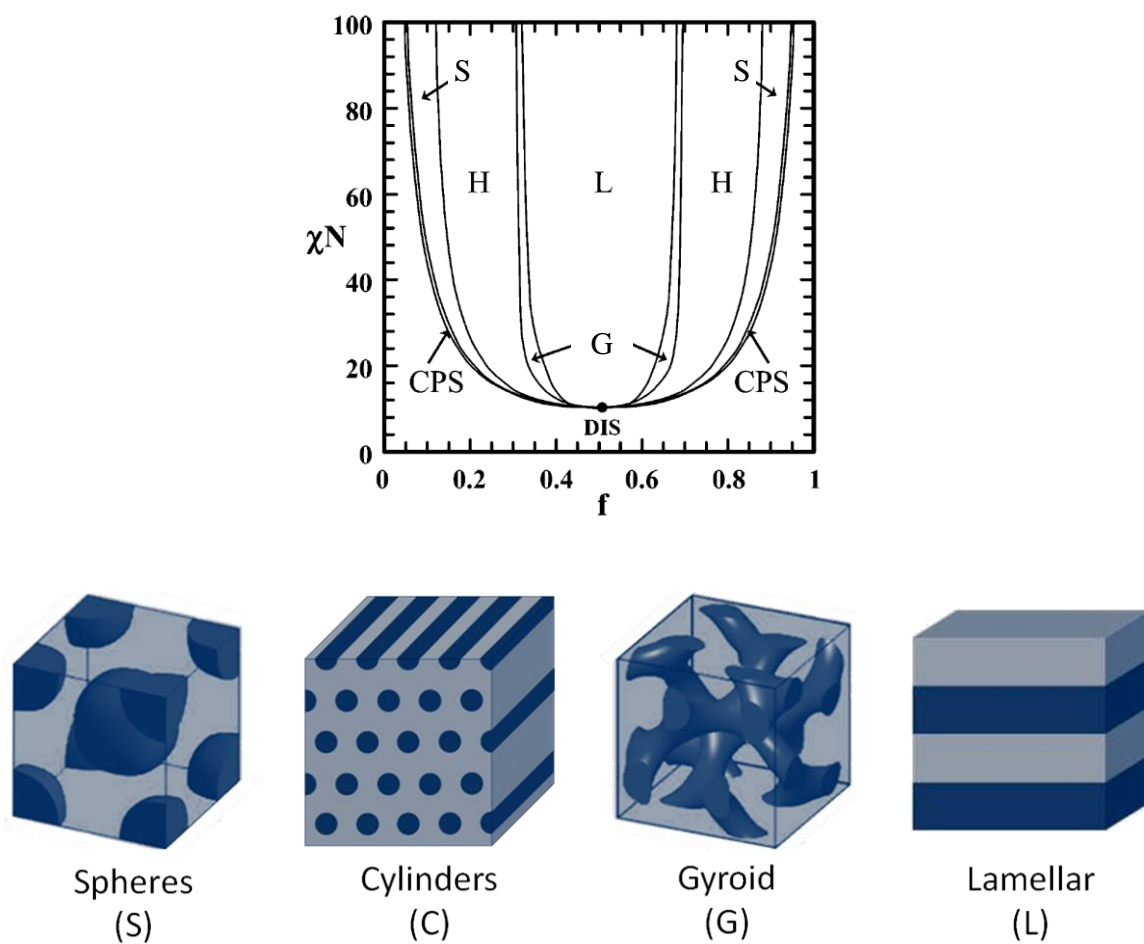 100
80
60
40
20
0
χN
S
S
H
L
H
G
CPS
CPS
DIS
0
0.2
0.4
0.6
0.8
1
f
Spheres
(S)
Cylinders
(C)
Gyroid
(G)
Lamellar
(L)